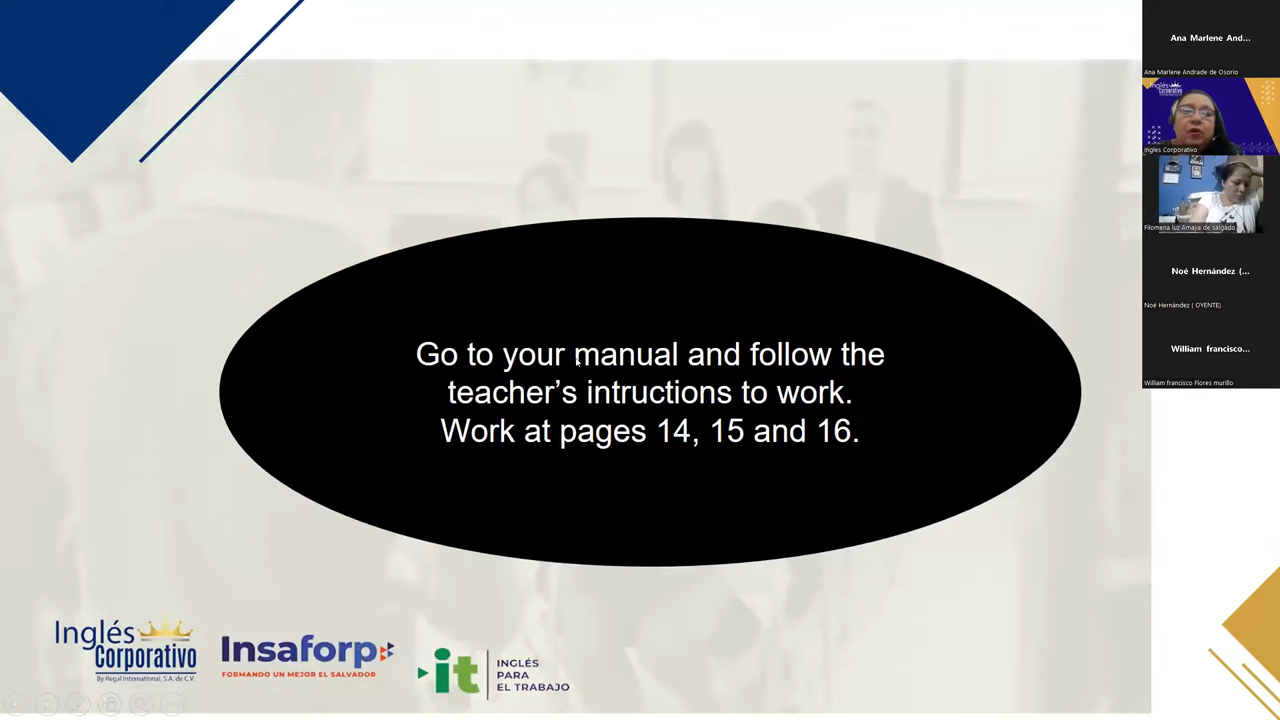 Go to your manual and follow the
teacher’s intructions to work.
Work at pages 14, 15 and 16.
Inglés
Corporativo
By Regal International, S.A. de C.V.
Insaforp
FORMANDO UN MEJOR EL SALVADOR
it
INGLÉS
PARA
EL TRABAJO
Ana Marlene And...
Ana Marlene Andrade de Osorio
Inglés
Corporativo
Ingles Corporativo
Filomena luz Amaya de salgado
Noé Hernández (...
Noé Hernández ( OYENTE)
William francisco...
William francisco Flores murillo